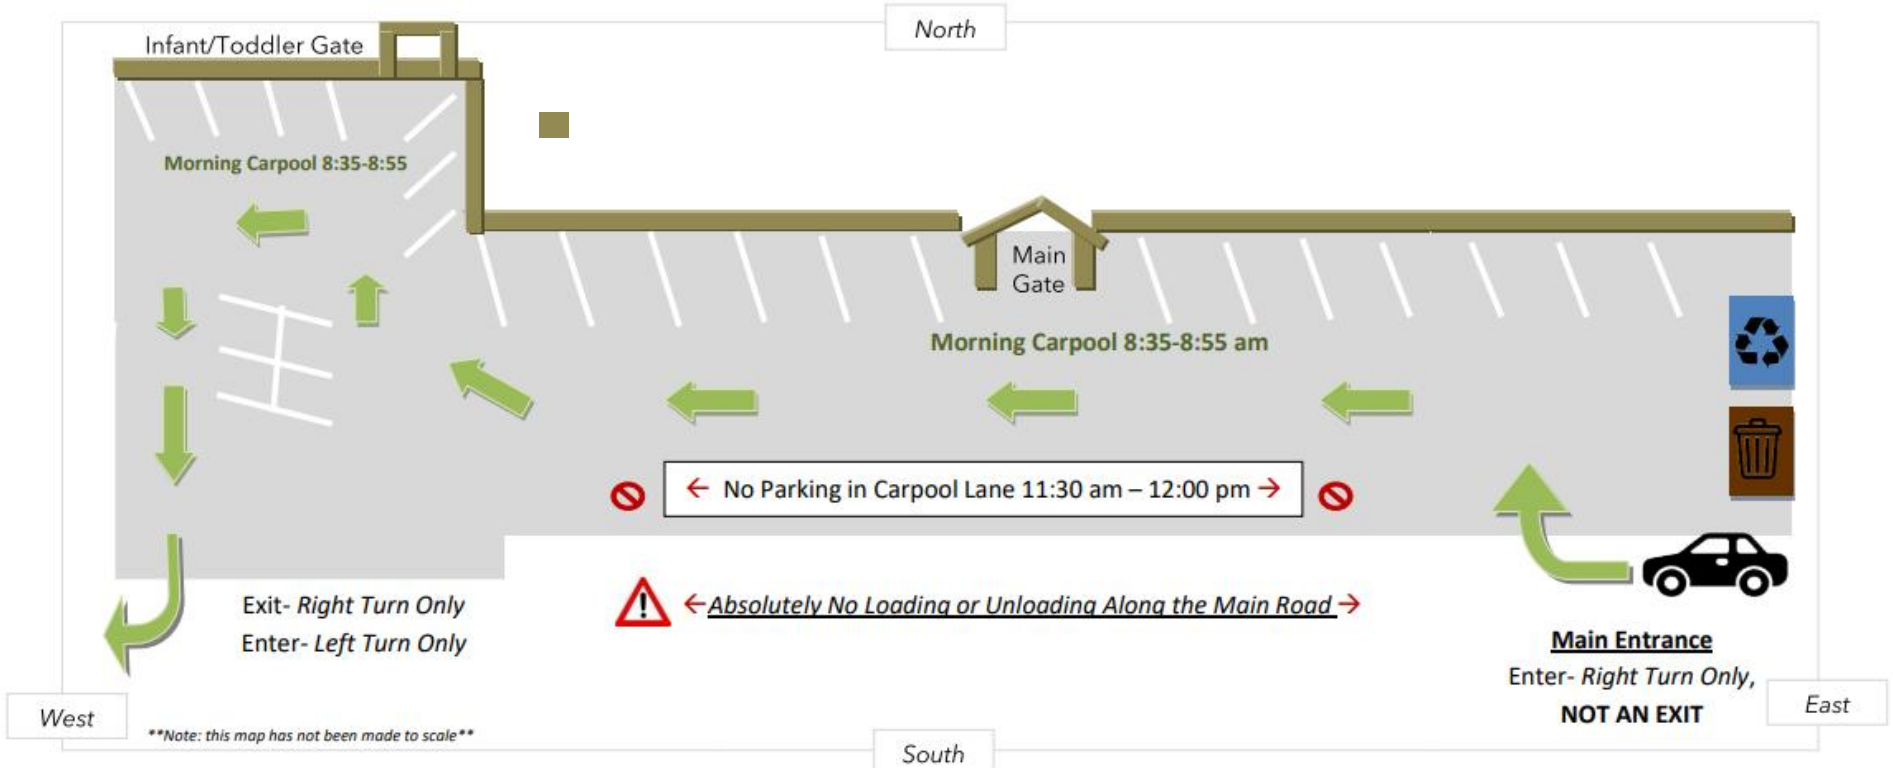 North
Infant/Toddler Gate
Morning Carpool 8:35-8:55
Main
Gate
Morning Carpool 8:35-8:55 am
← No Parking in Carpool Lane 11:30 am – 12:00 pm →
←Absolutely No Loading or Unloading Along the Main Road →
Exit- Right Turn Only
Enter- Left Turn Only
Main Entrance
Enter- Right Turn Only,
NOT AN EXIT
West
East
**Note: this map has not been made to scale**
South